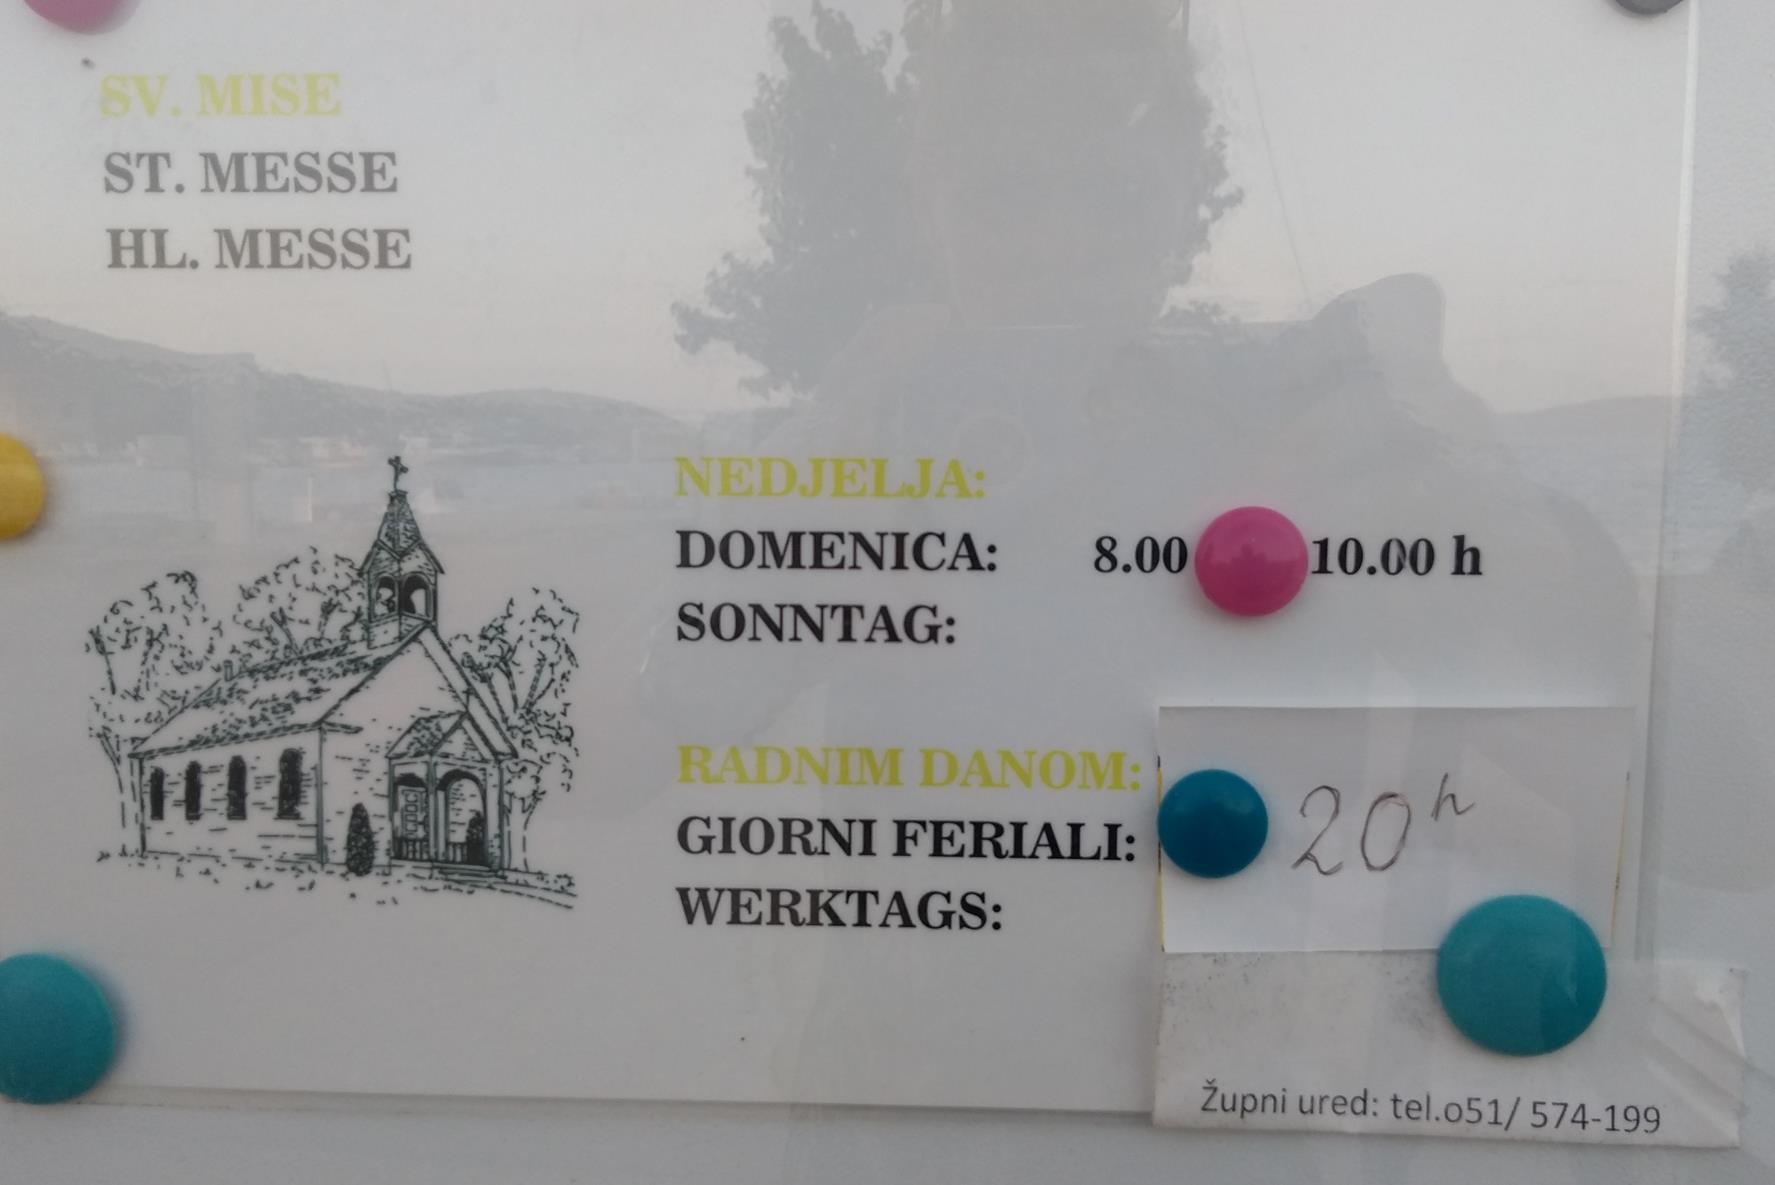 SV. MISE
ST. MESSE
HL. MESSE
NEDJELJA:
DOMENICA: 8.00 10.00 h
SONNTAG:
RADNIM DANOM:
GIORNI FERIALI: 20h
WERKTAGS:
Župni ured: tel.o51/ 574-199